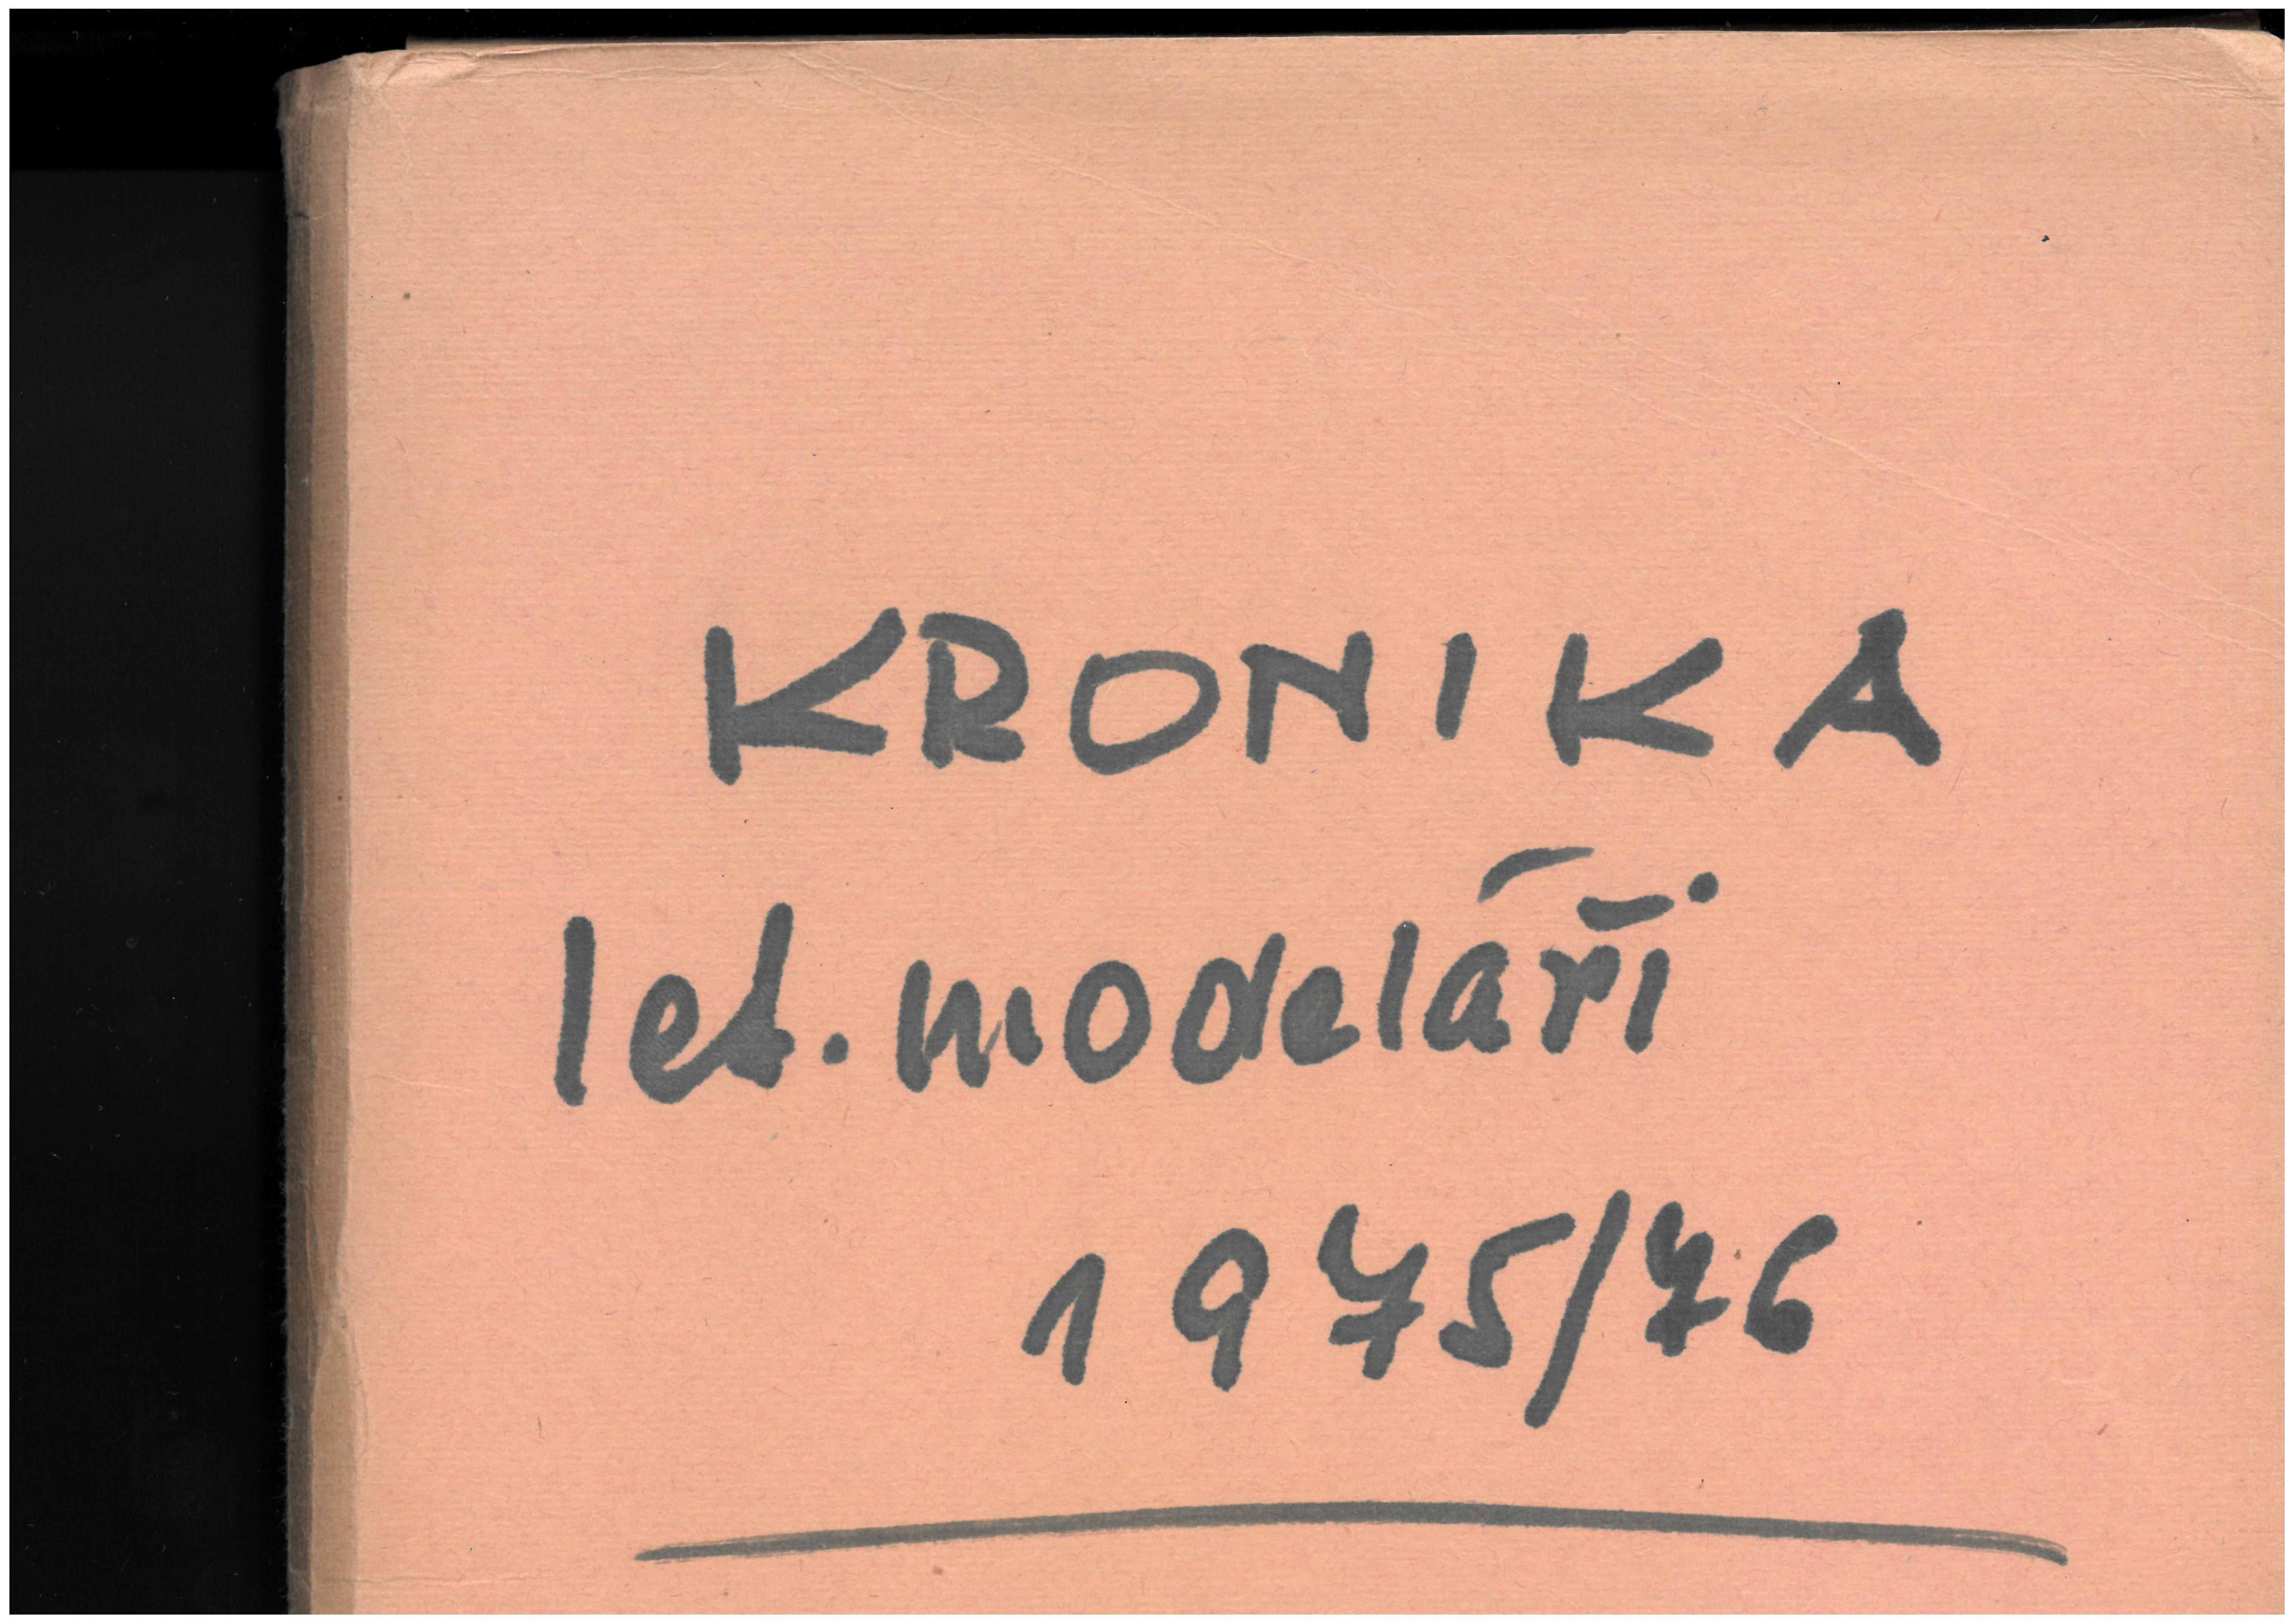 KRONIKA
let. modeláři
1975/76